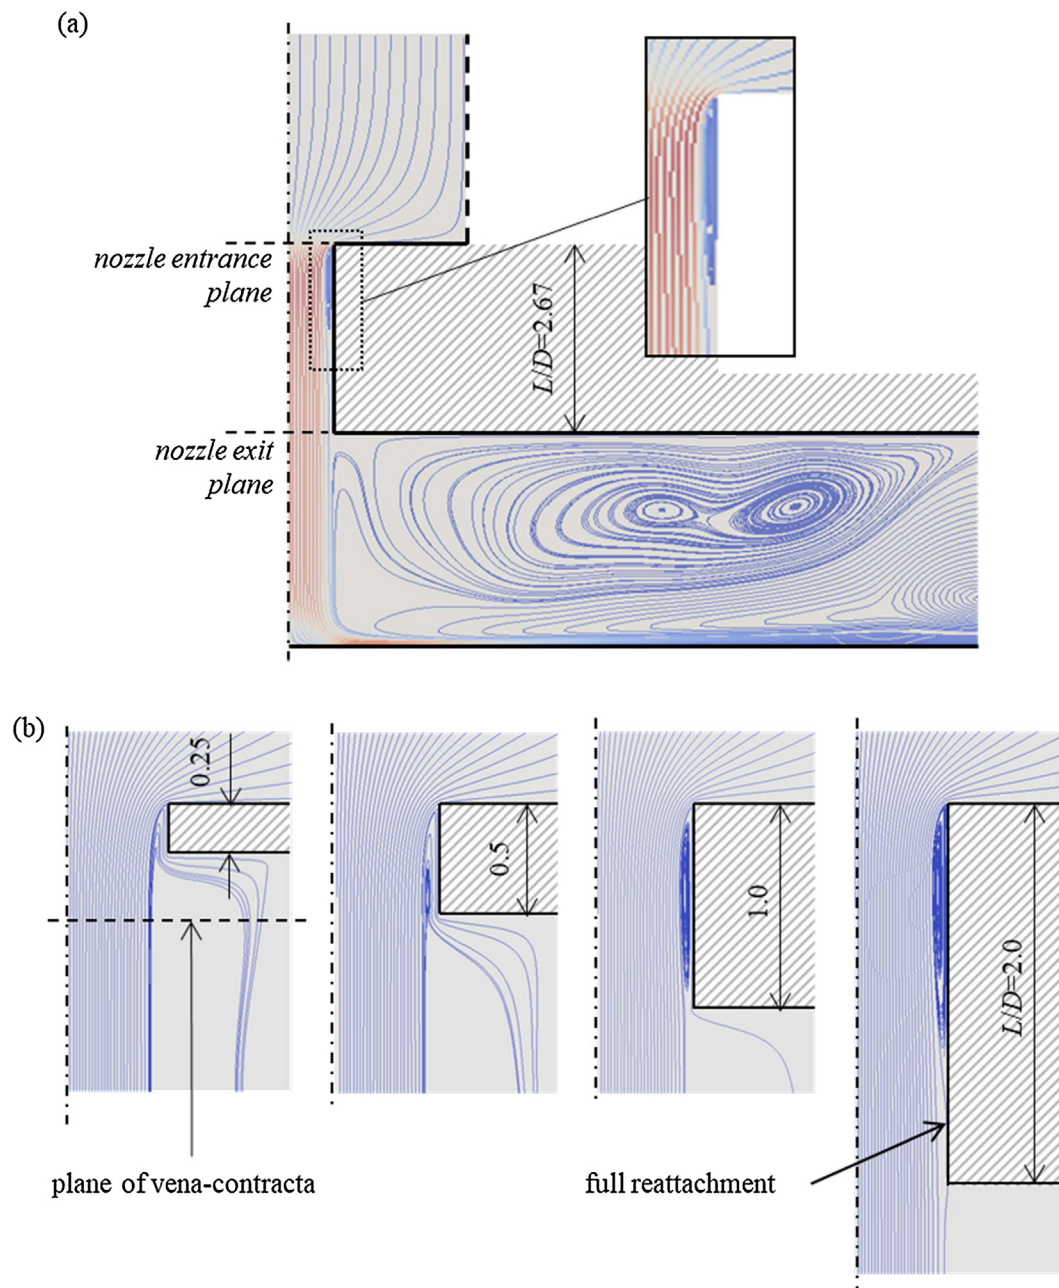 (a)
nozzle entrance
plane
L/D=2.67
nozzle exit
plane
(b)
0.25
0.5
1.0
L/D=2.0
plane of vena-contracta
full reattachment